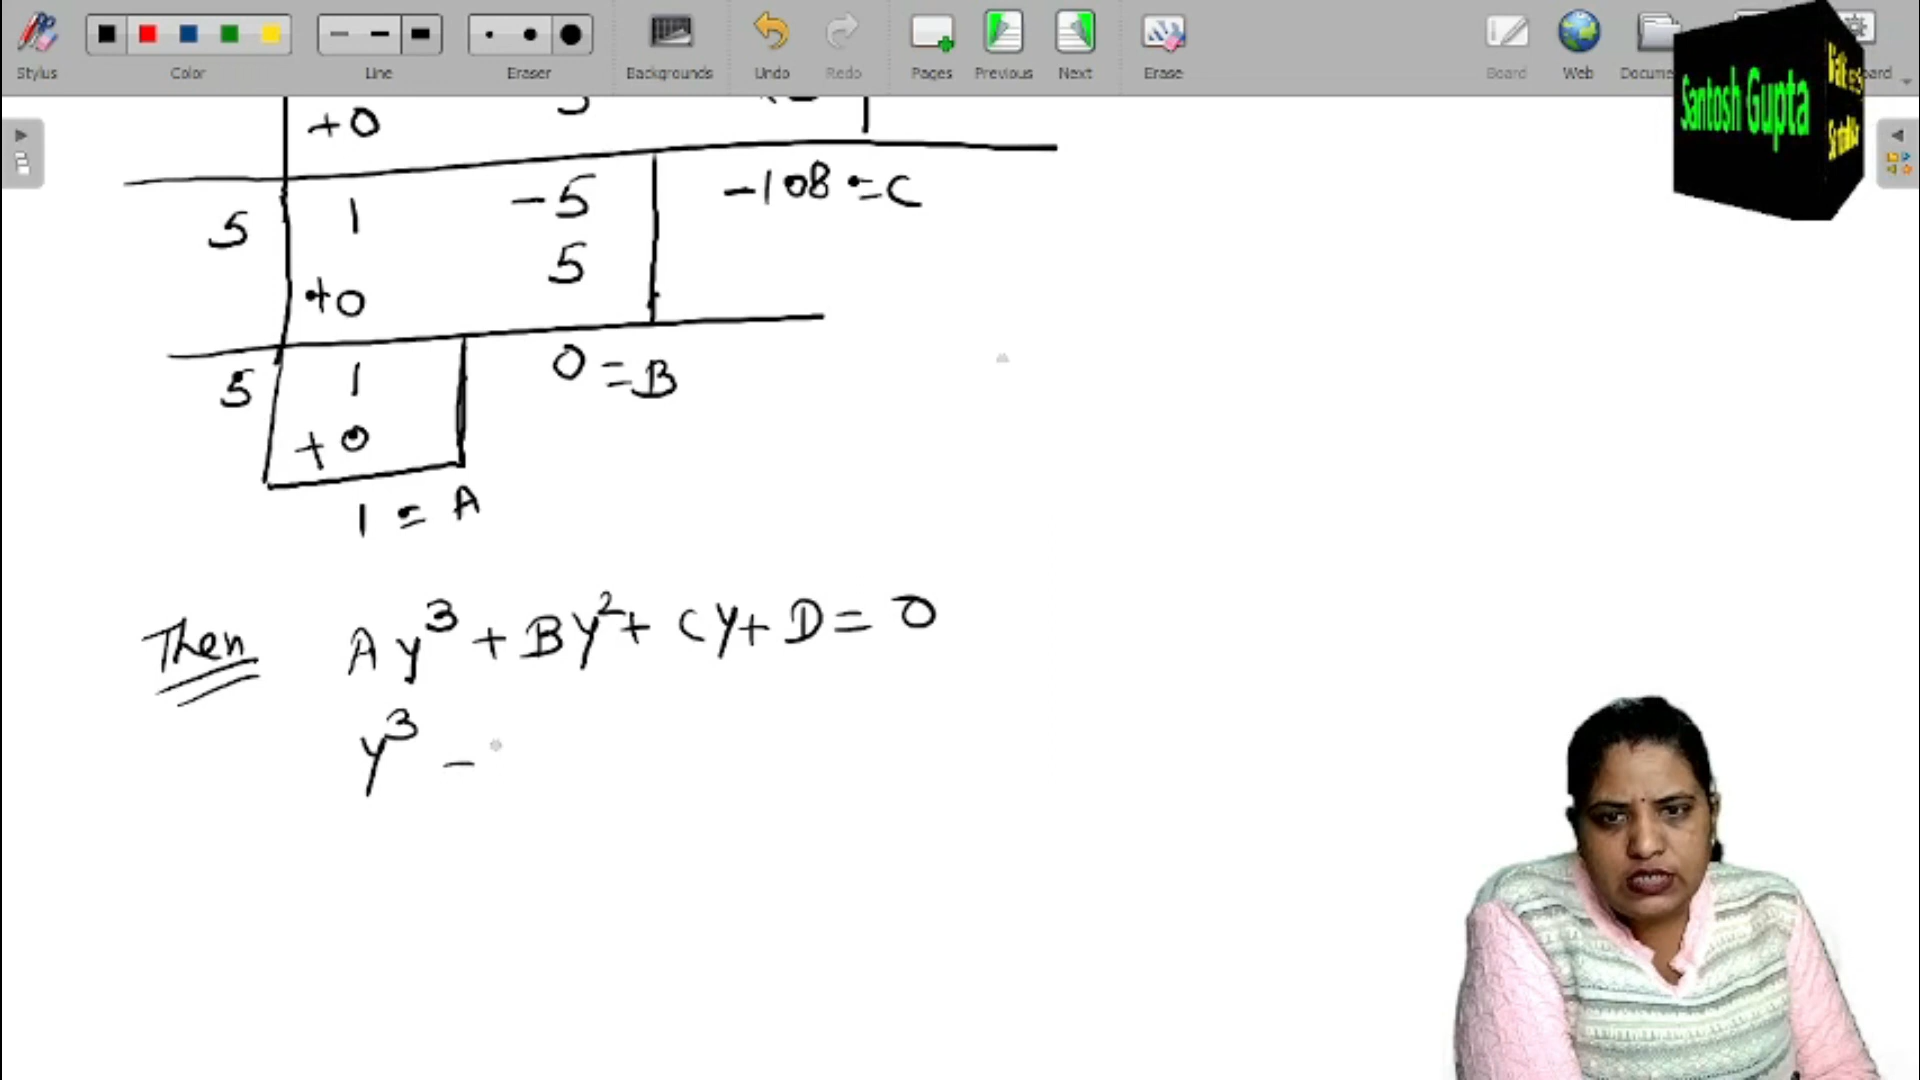 Stylus
Color
Line
Eraser
Backgrounds
Undo
Redo
Pages
Previous
Next
Erase
Board
Web
Santosh Gupta
+0 5
5 1 -5 -108 = C
5
+0
5 1 0 = B
+0
1 = A
Then Ay³ + By² + Cy + D = 0
y³ -